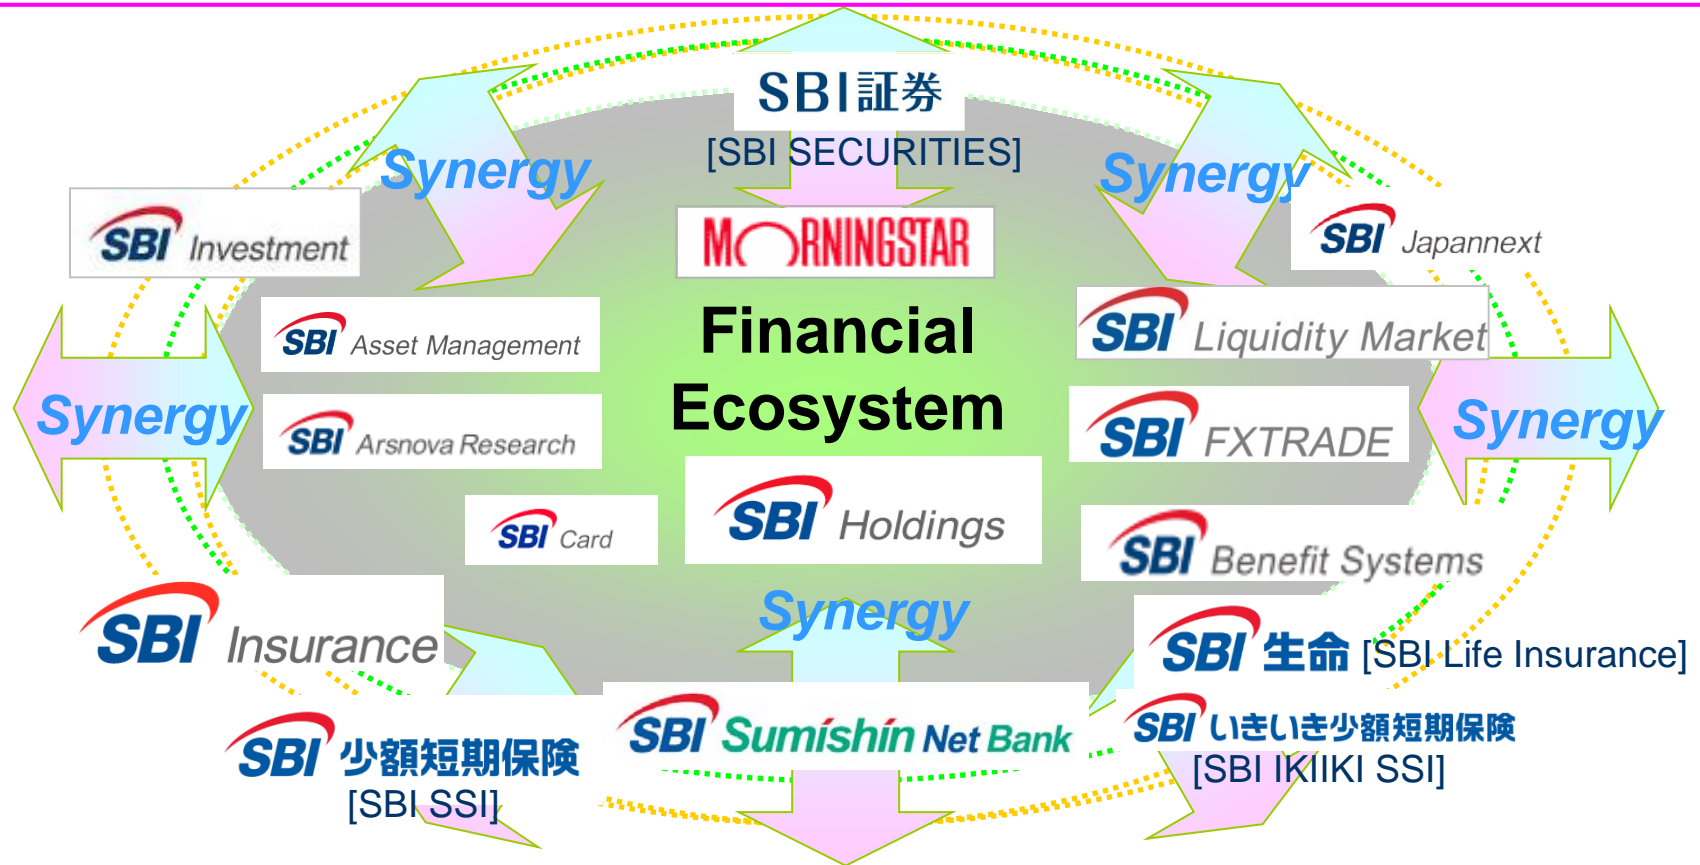 SBI証券
[SBI SECURITIES]
Synergy
Synergy
SBI Investment
MORNINGSTAR
SBI Japannext
SBI Asset Management
Financial
Ecosystem
SBI Liquidity Market
Synergy
SBI Arsnova Research
SBI FXTRADE
Synergy
SBI Card
SBI Holdings
SBI Benefit Systems
Synergy
SBI Insurance
SBI 生命 [SBI Life Insurance]
SBI 少額短期保険
[SBI SSI]
SBI Sumishin Net Bank
SBI いきいき少額短期保険
[SBI IKIIKI SSI]